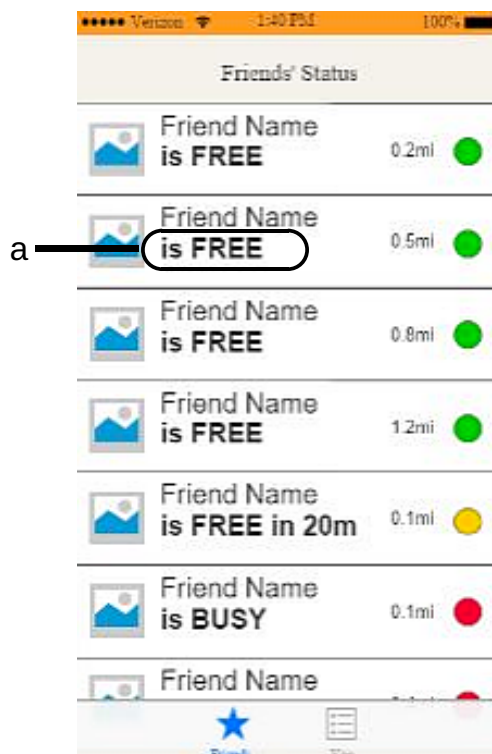 Verizon 1:40 PM 100%
Friends' Status
Friend Name
is FREE 0.2mi
Friend Name
a is FREE 0.5mi
Friend Name
is FREE 0.8mi
Friend Name
is FREE 1.2mi
Friend Name
is FREE in 20m 0.1mi
Friend Name
is BUSY 0.1mi
Friend Name
Friends